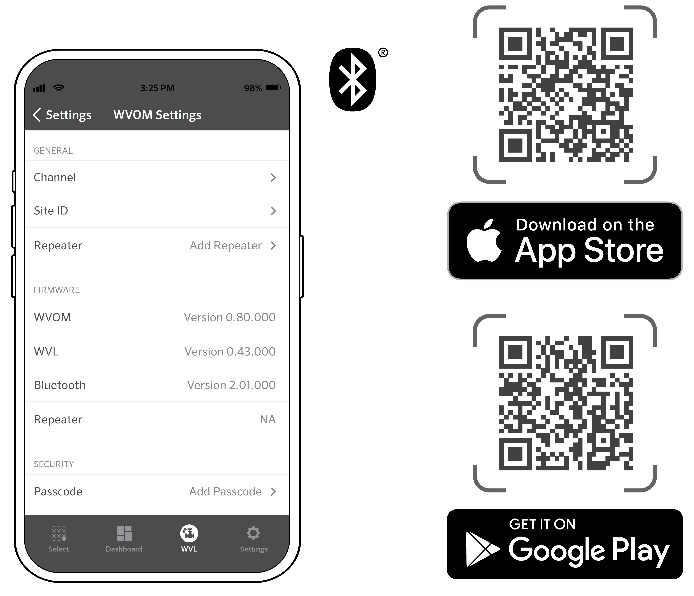 3:25 PM
98%
Settings
WVOM Settings
GENERAL
Channel
Site ID
Repeater Add Repeater
FIRMWARE
WVOM Version 0.80.000
WVL Version 0.43.000
Bluetooth Version 2.01.000
Repeater NA
SECURITY
Passcode Add Passcode
Select Dashboard WVL Settings
®
Download on the
App Store
GET IT ON
Google Play